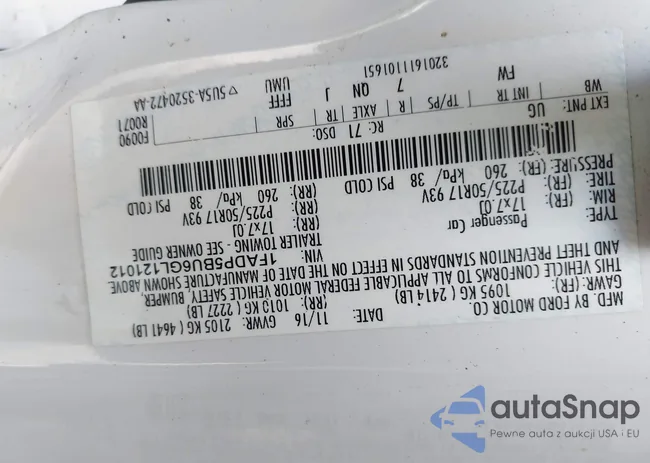 MFD. BY FORD MOTOR CO.
DATE: 11/16 GVWR: 2105 KG ( 4641 LB)
GAWR: (FR): 1095 KG ( 2414 LB) (RR): 1013 KG ( 2227 LB)
THIS VEHICLE CONFORMS TO ALL APPLICABLE FEDERAL MOTOR VEHICLE SAFETY, BUMPER,
AND THEFT PREVENTION STANDARDS IN EFFECT ON THE DATE OF MANUFACTURE SHOWN ABOVE.
VIN: 1FADP5BU6GL121012
TYPE: Passenger Car TRAILER TOWING - SEE OWNER GUIDE
RIM: (FR): 17x7.0J (RR): 17x7.0J
TIRE: (FR): P225/50R17 93V (RR): P225/50R17 93V
PRESSURE: (FR): 260 kPa/ 38 PSI COLD (RR): 260 kPa/ 38 PSI COLD
EXT PNT: UG RC: 71 DSO: F0090
R0071
WB INT TR TP/PS R AXLE TR SPR
FW 7 QN J FFFF
UMU
3201611101651 ▽ 5U5A-3520472-AA
autoSnap
Pewne auta z aukcji USA i EU